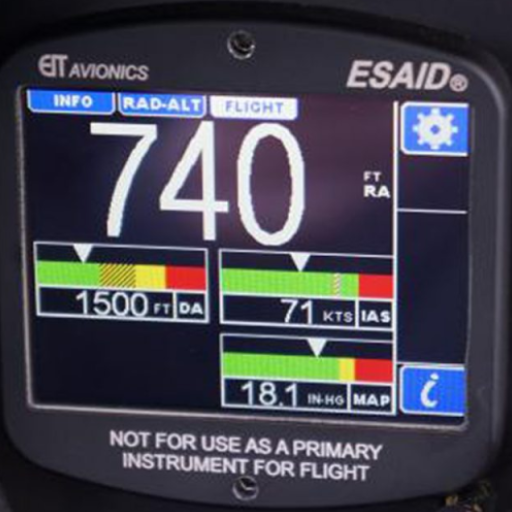 EIT AVIONICS
ESAID®
INFO RAD-ALT FLIGHT
740 FT RA
1500 FT DA
71 KTS IAS
18.1 IN-HG MAP
i
NOT FOR USE AS A PRIMARY
INSTRUMENT FOR FLIGHT